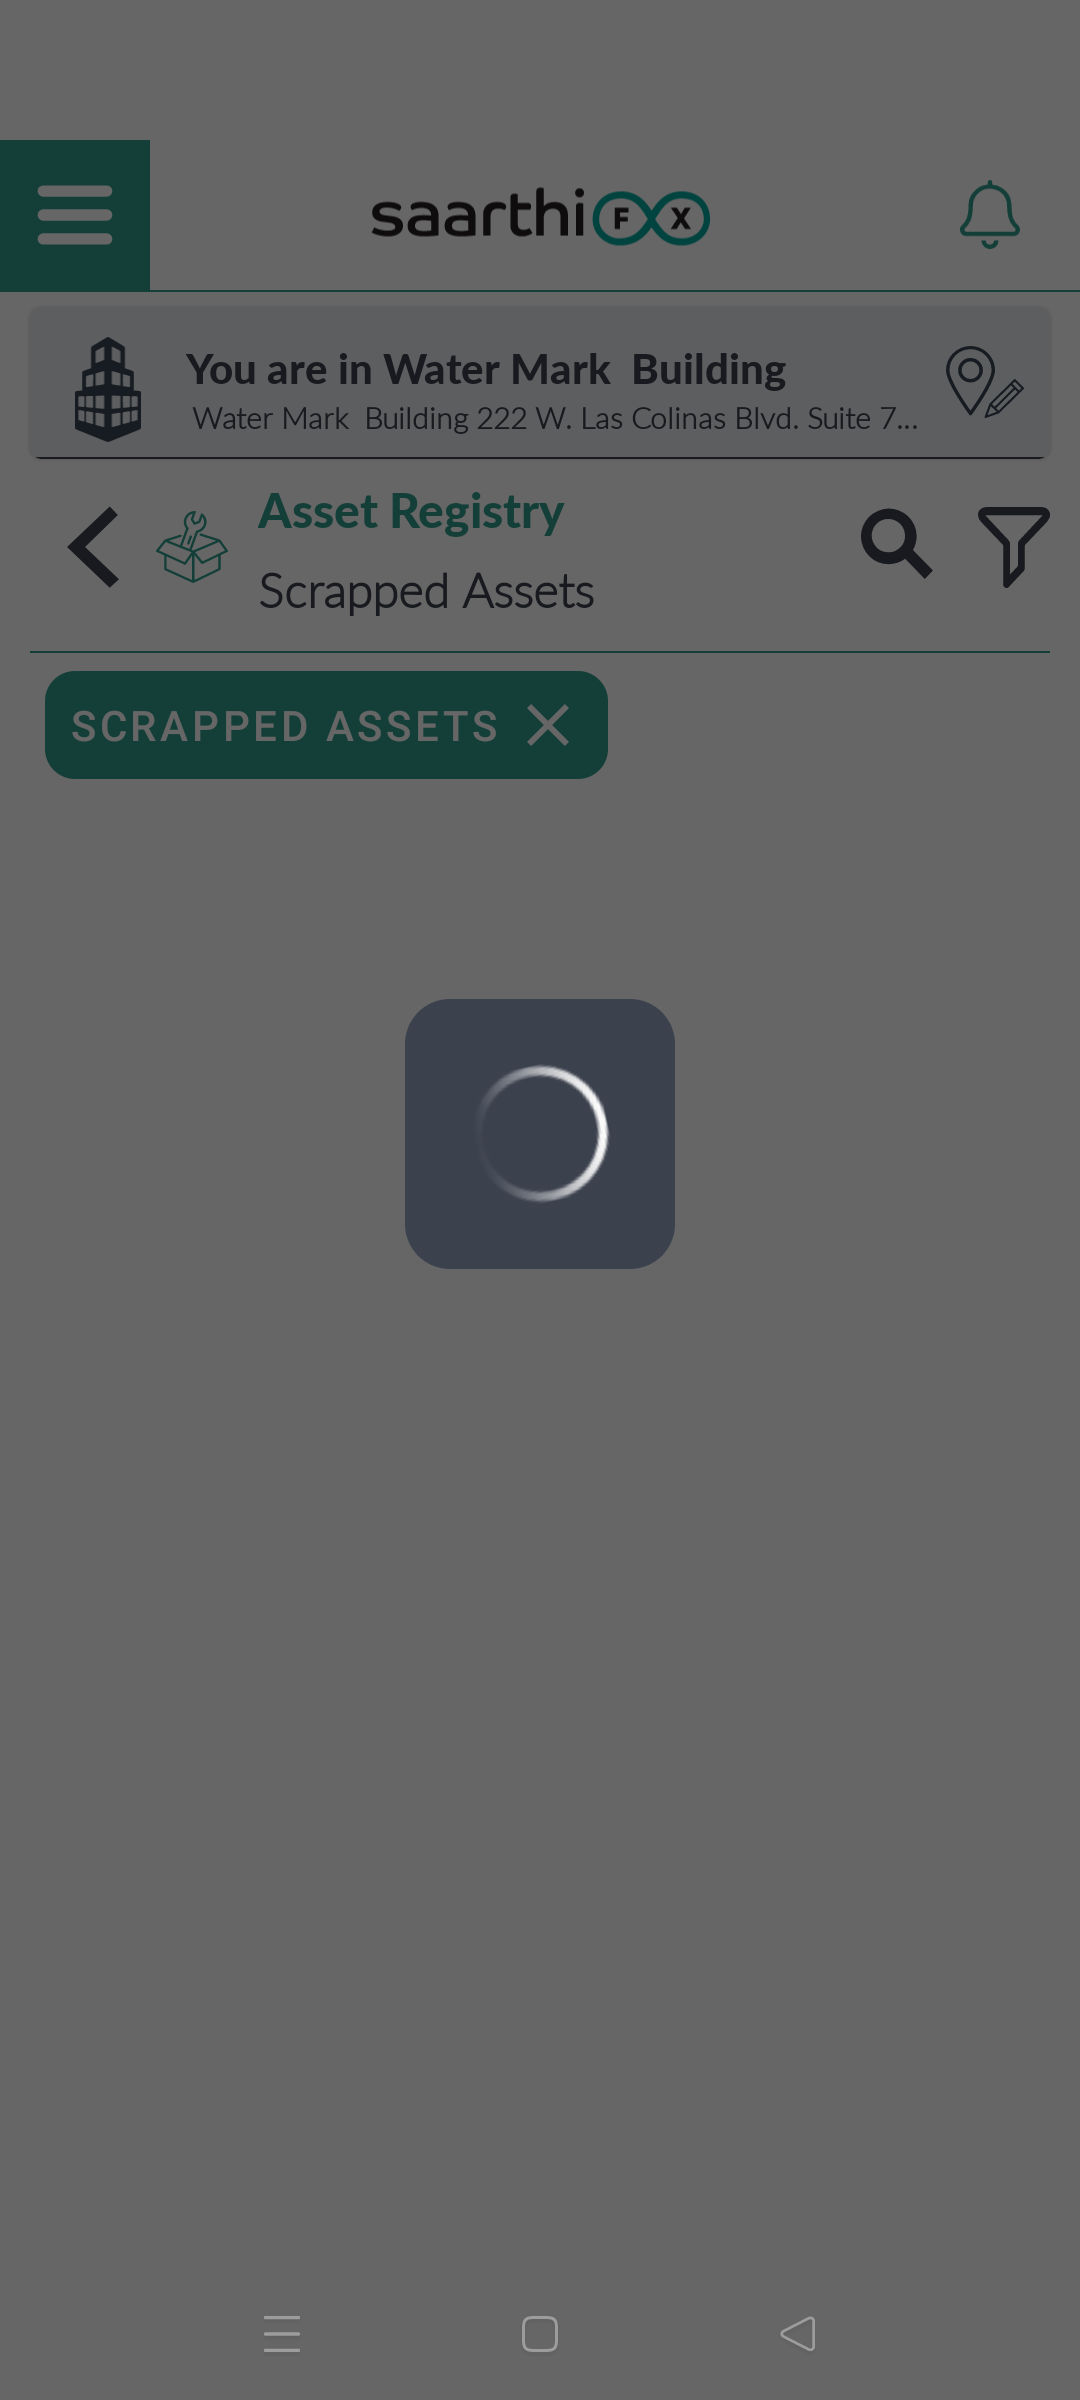 saarthi F X
You are in Water Mark  Building
Water Mark  Building 222 W. Las Colinas Blvd. Suite 7...
Asset Registry
Scrapped Assets
SCRAPPED ASSETS